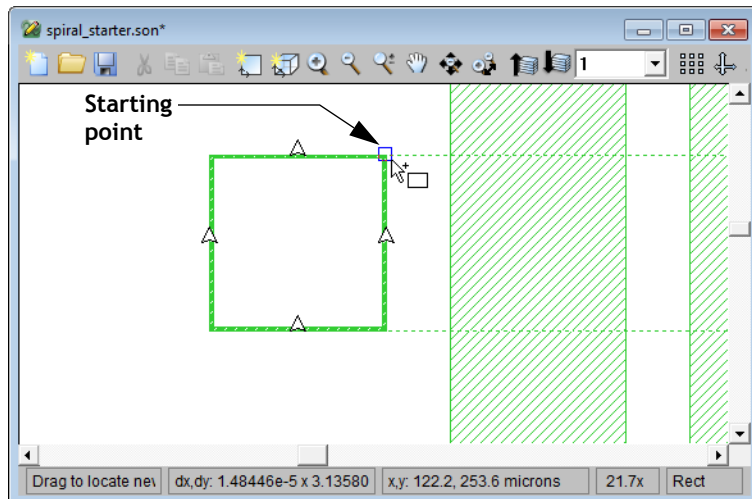 spiral_starter.son*
1
Starting
point
Drag to locate nev
dx,dy: 1.48446e-5 x 3.13580
x,y: 122.2, 253.6 microns
21.7x
Rect